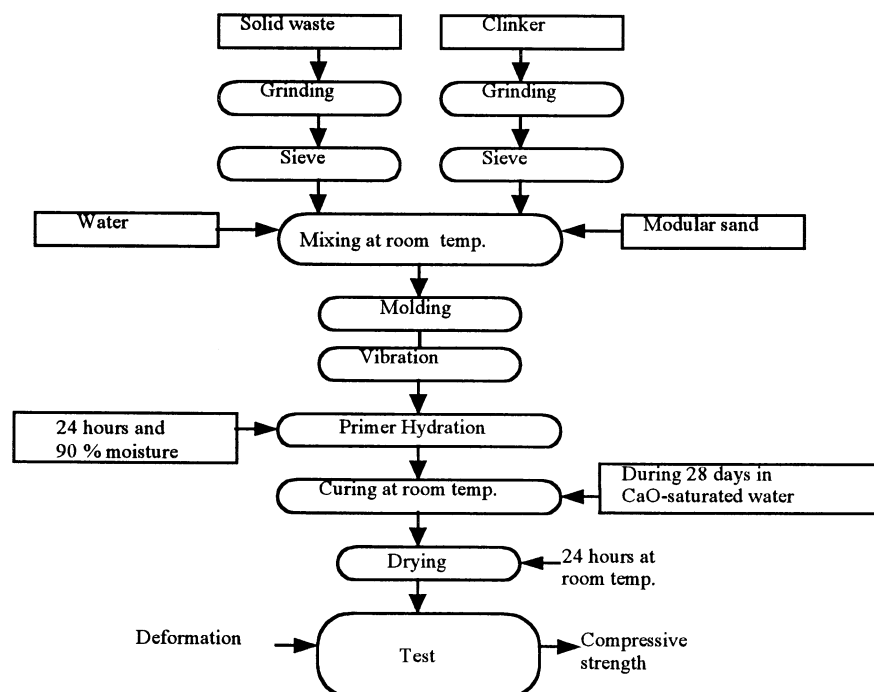 Solid waste
Clinker
Grinding
Grinding
Sieve
Sieve
Water
Mixing at room temp.
Modular sand
Molding
Vibration
24 hours and
90 % moisture
Primer Hydration
Curing at room temp.
During 28 days in
CaO-saturated water
Drying
24 hours at
room temp.
Deformation
Test
Compressive
strength